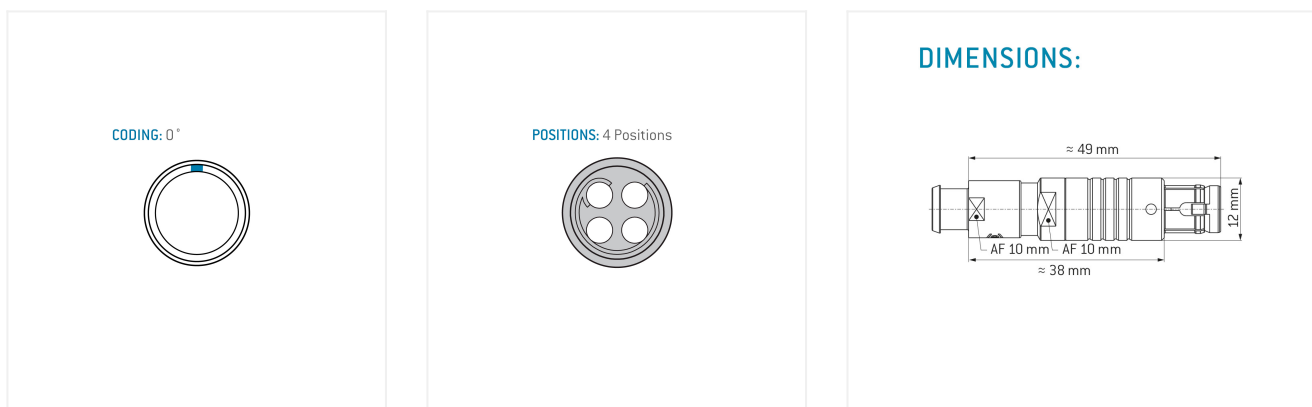 CODING: 0°
POSITIONS: 4 Positions
DIMENSIONS:
≈ 49 mm
12 mm
AF 10 mm
AF 10 mm
≈ 38 mm